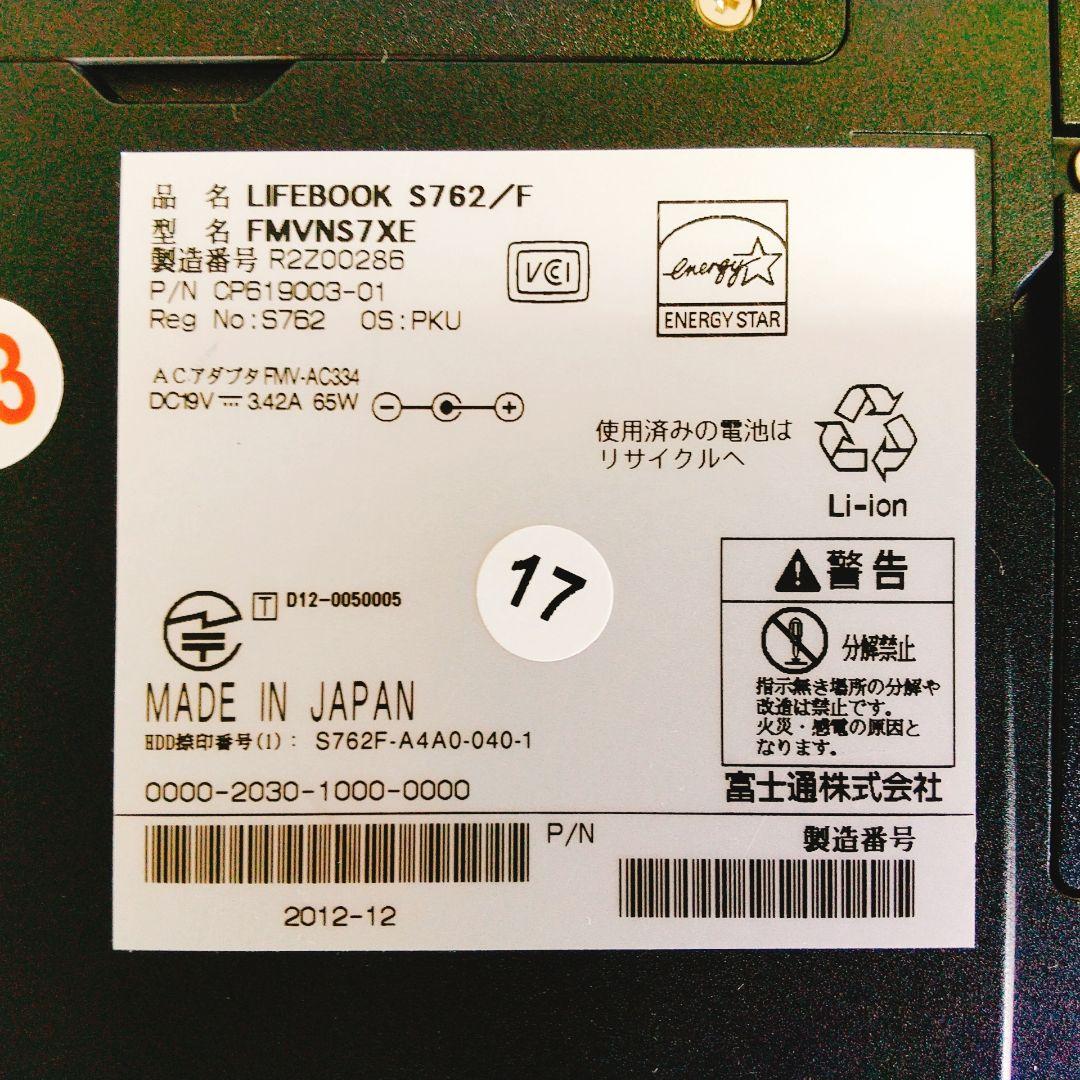 品 名 LIFEBOOK S762/F
型 名 FMVNS7XE
製造番号 R2Z00286
P/N CP619003-01
Reg No:S762 OS:PKU
VCI
energy
ENERGY STAR
3
ACアダプタ FMV-AC334
DC19V 3.42A 65W
使用済みの電池は
リサイクルへ
Li-ion
17
警告
分解禁止
指示無き場所の分解や
改造は禁止です。
火災・感電の原因と
なります。
T D12-0050005
MADE IN JAPAN
HDD捺印番号(I): S762F-A4A0-040-1
0000-2030-1000-0000
富士通株式会社
P/N
製造番号
2012-12